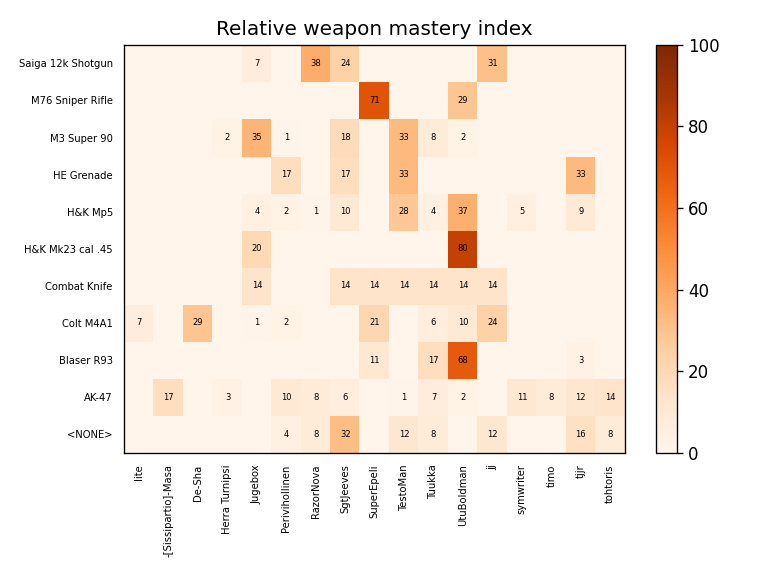 Relative weapon mastery index
Saiga 12k Shotgun 7 38 24 31
M76 Sniper Rifle 71 29
M3 Super 90 2 35 1 18 33 8 2
HE Grenade 17 17 33 33
H&K Mp5 4 2 1 10 28 4 37 5 9
H&K Mk23 cal .45 20 80
Combat Knife 14 14 14 14 14 14 14
Colt M4A1 7 29 1 2 21 6 10 24
Blaser R93 11 17 68 3
AK-47 17 3 10 8 6 1 7 2 11 8 12 14
<NONE> 4 8 32 12 8 12 16 8
lite
-[Sissipartio]-Masa
De-Sha
Herra Turnipsi
Jugebox
Perivihollinen
RazorNova
SgtJeeves
SuperEpeli
TestoMan
Tuukka
UtuBoldman
jj
symwriter
timo
tjjr
tohtoris
100
80
60
40
20
0